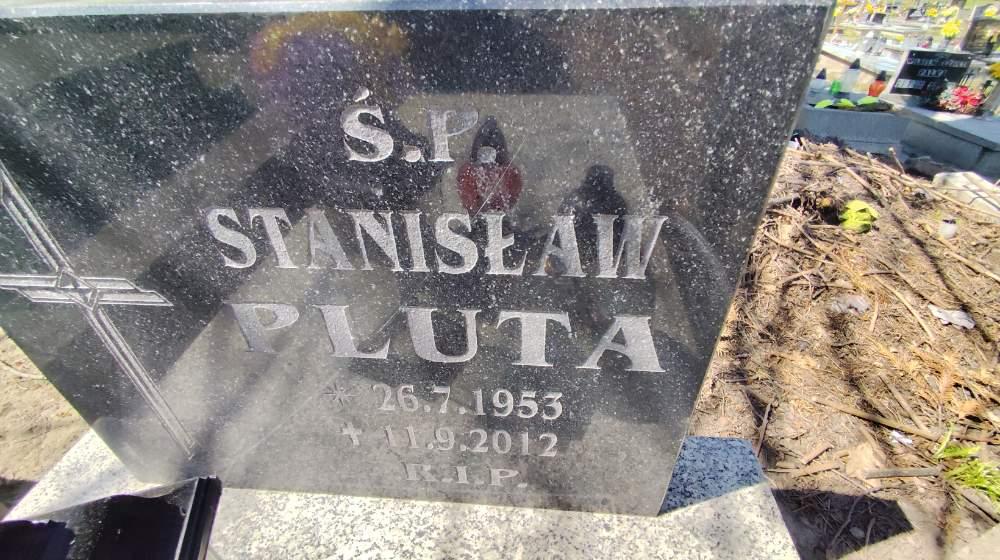 Ś.P.
STANISŁAW
PLUTA
* 26.7.1953
✝ 11.9.2012
R.I.P.